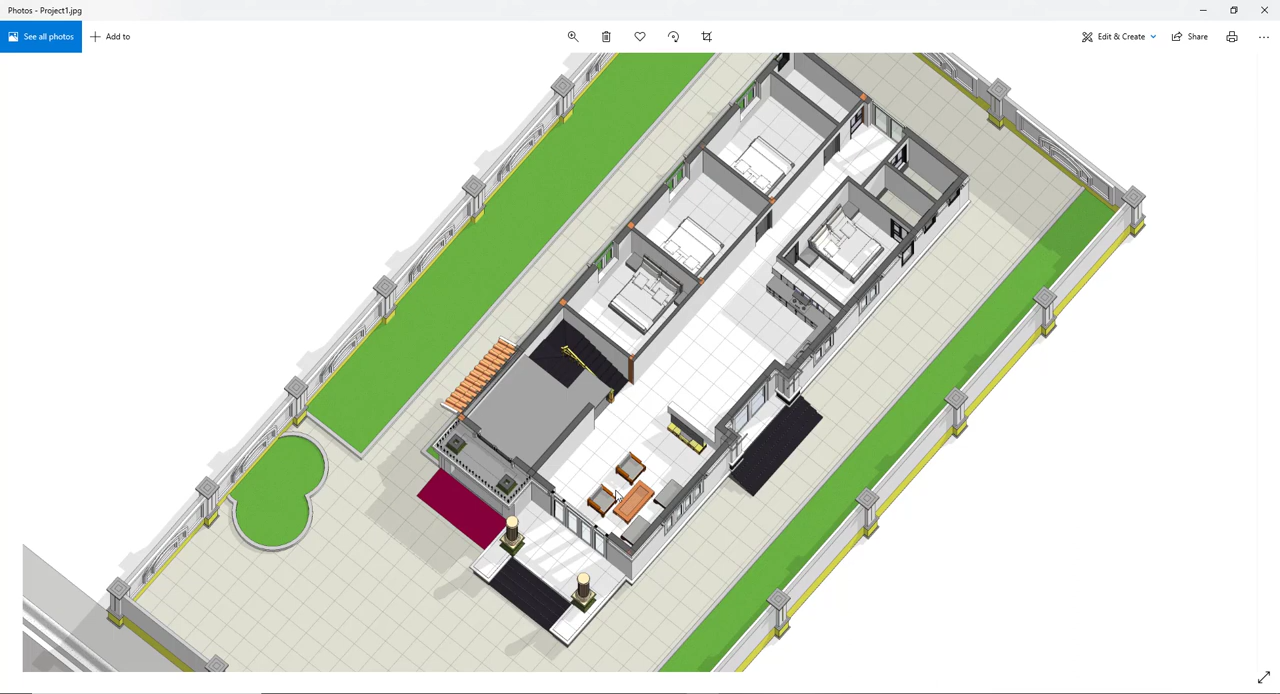 Photos - Project1.jpg
See all photos
Add to
Edit & Create
Share